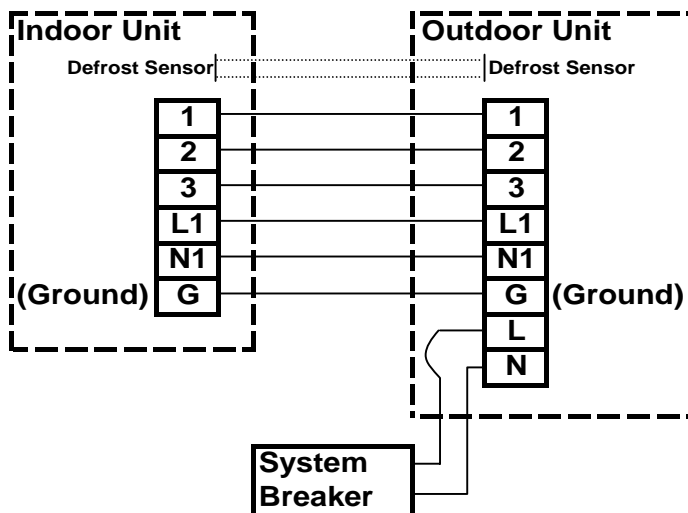 Indoor Unit
Outdoor Unit
Defrost Sensor
Defrost Sensor
1
2
3
L1
N1
(Ground) G
1
2
3
L1
N1
G (Ground)
L
N
System
Breaker